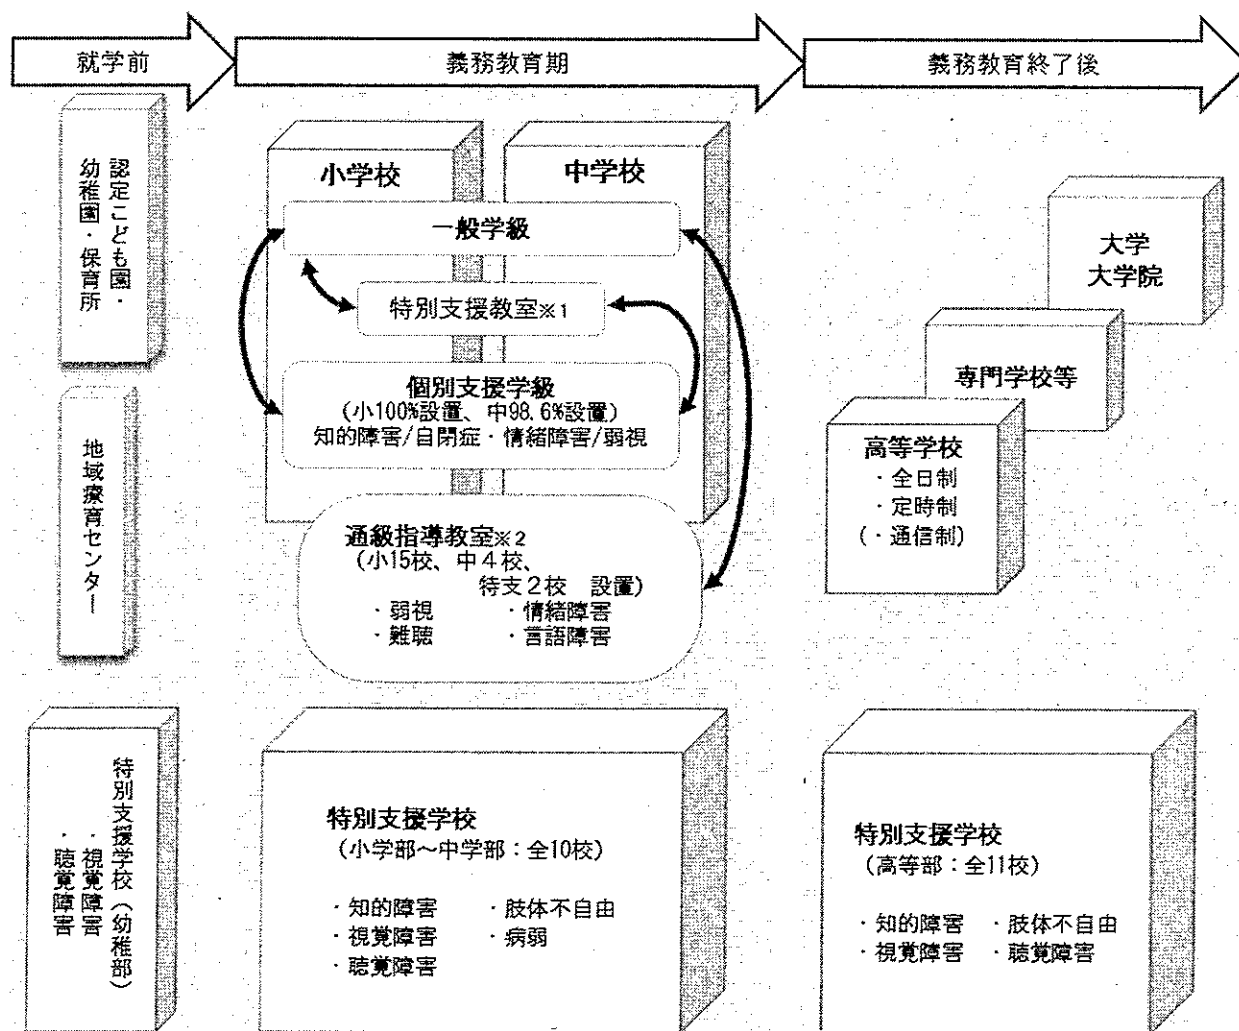 就学前
義務教育期
義務教育終了後
認定こども園・
幼稚園・保育所
地域療育センター
特別支援学校（幼稚部）
・視覚障害
・聴覚障害
小学校
中学校
一般学級
特別支援教室※1
個別支援学級
（小100%設置、中98.6%設置）
知的障害/自閉症・情緒障害/弱視
通級指導教室※2
（小15校、中４校、
特支２校　設置）
・弱視　・情緒障害
・難聴　・言語障害
特別支援学校
（小学部～中学部：全10校）
・知的障害　・肢体不自由
・視覚障害　・病弱
・聴覚障害
大学
大学院
専門学校等
高等学校
・全日制
・定時制
（・通信制）
特別支援学校
（高等部：全11校）
・知的障害　・肢体不自由
・視覚障害　・聴覚障害